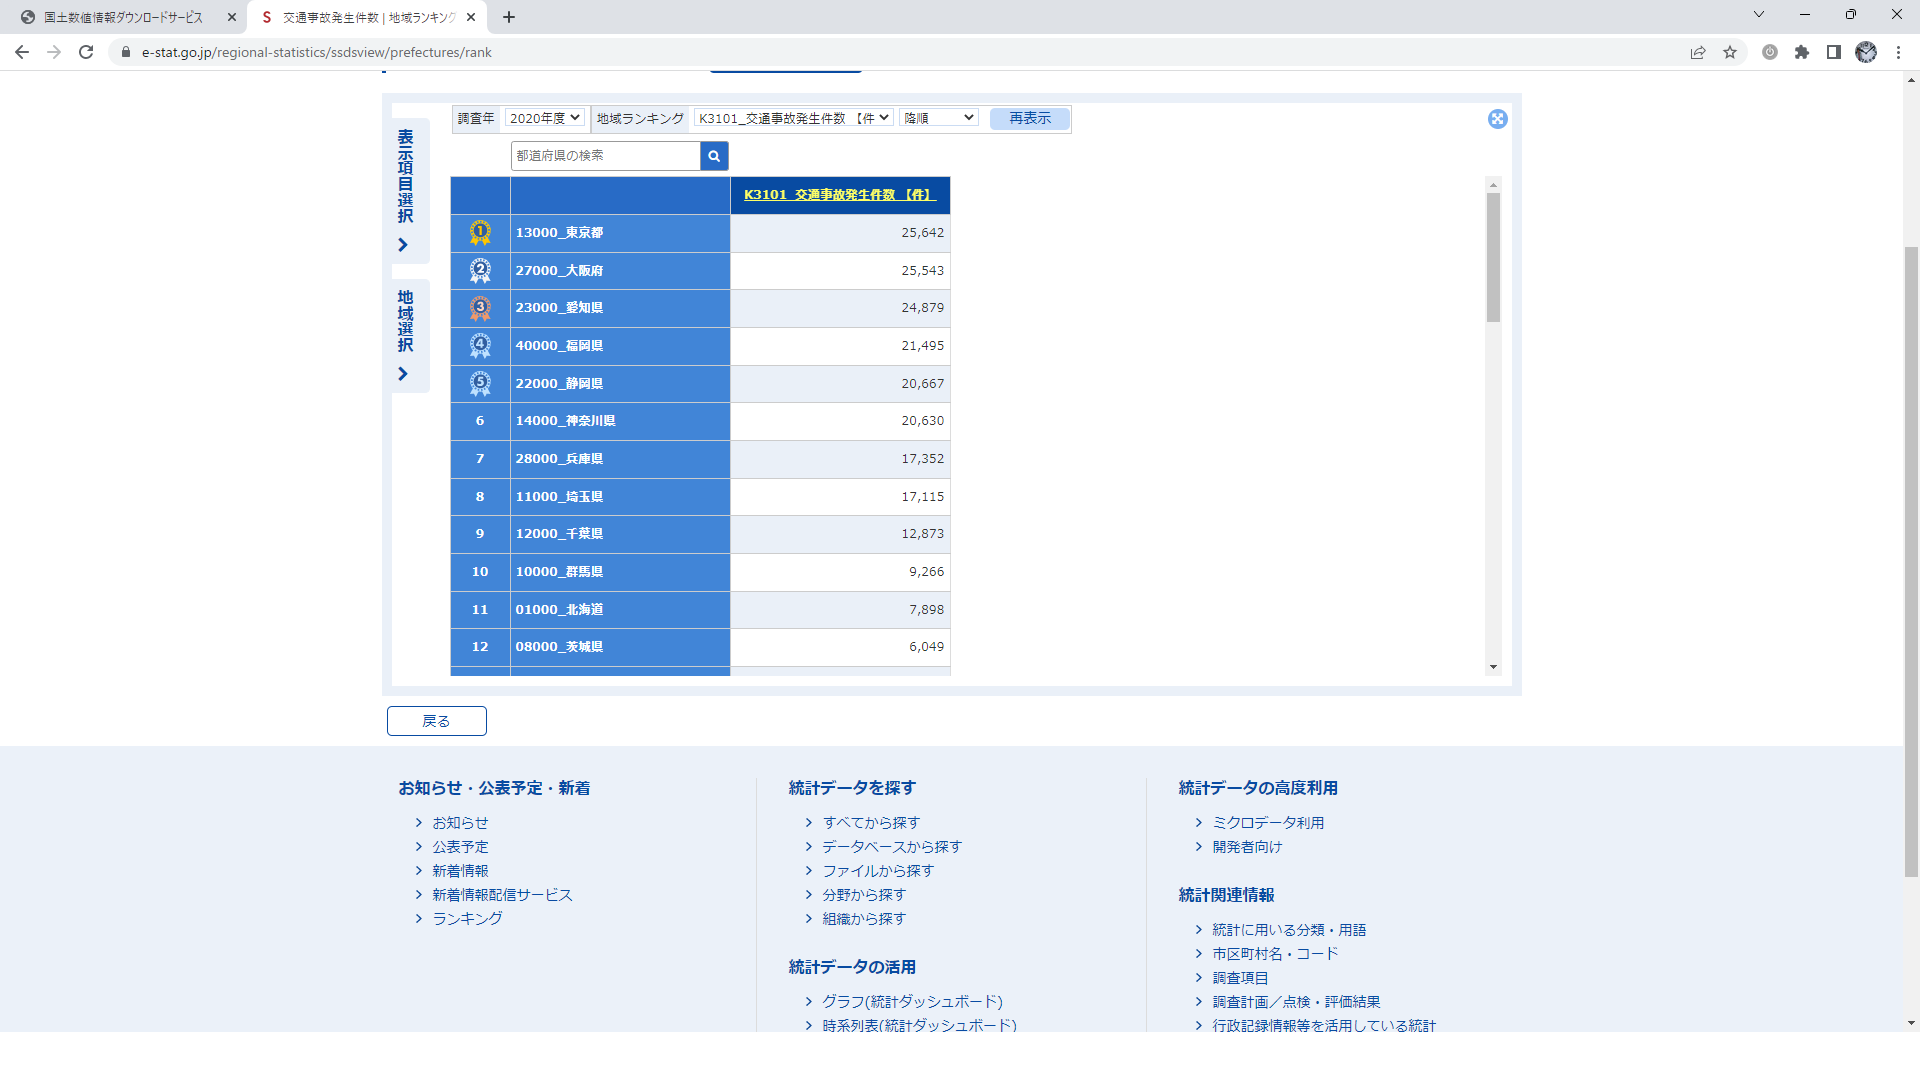 国土数値情報ダウンロードサービス
交通事故発生件数 | 地域ランキング
e-stat.go.jp/regional-statistics/ssdsview/prefectures/rank
調査年 2020年度 地域ランキング K3101_交通事故発生件数 【件 降順 再表示
都道府県の検索
表示項目選択
地域選択
K3101_交通事故発生件数 【件】
1 13000_東京都 25,642
2 27000_大阪府 25,543
3 23000_愛知県 24,879
4 40000_福岡県 21,495
5 22000_静岡県 20,667
6 14000_神奈川県 20,630
7 28000_兵庫県 17,352
8 11000_埼玉県 17,115
9 12000_千葉県 12,873
10 10000_群馬県 9,266
11 01000_北海道 7,898
12 08000_茨城県 6,049
戻る
お知らせ・公表予定・新着
お知らせ
公表予定
新着情報
新着情報配信サービス
ランキング
統計データを探す
すべてから探す
データベースから探す
ファイルから探す
分野から探す
組織から探す
統計データの活用
グラフ(統計ダッシュボード)
時系列表(統計ダッシュボード)
統計データの高度利用
ミクロデータ利用
開発者向け
統計関連情報
統計に用いる分類・用語
市区町村名・コード
調査項目
調査計画／点検・評価結果
行政記録情報等を活用している統計